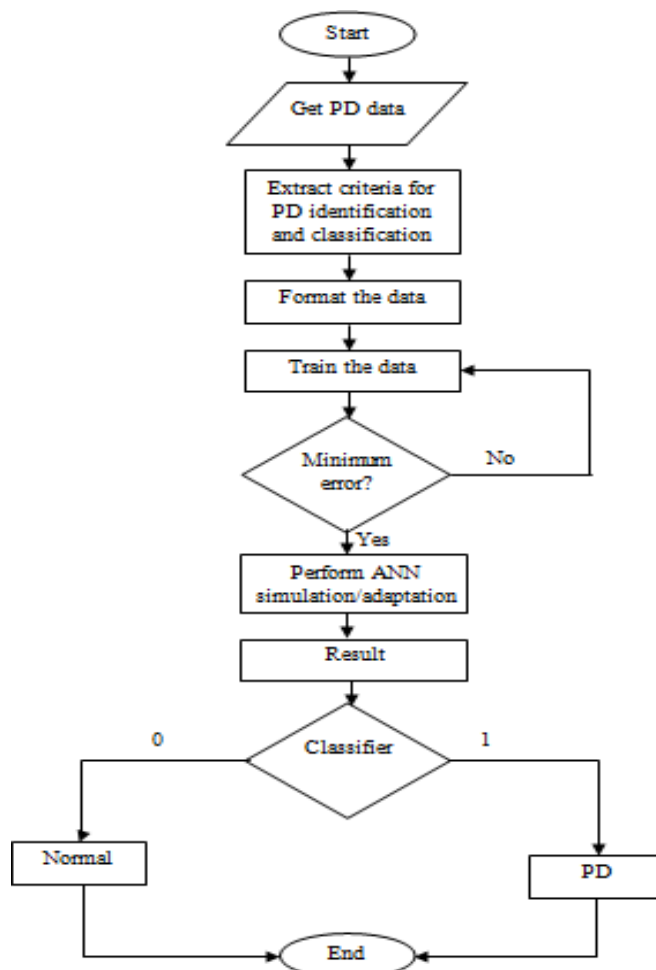 Start
Get PD data
Extract criteria for
PD identification
and classification
Format the data
Train the data
Minimum
error?
No
Yes
Perform ANN
simulation/adaptation
Result
0
Classifier
1
Normal
PD
End